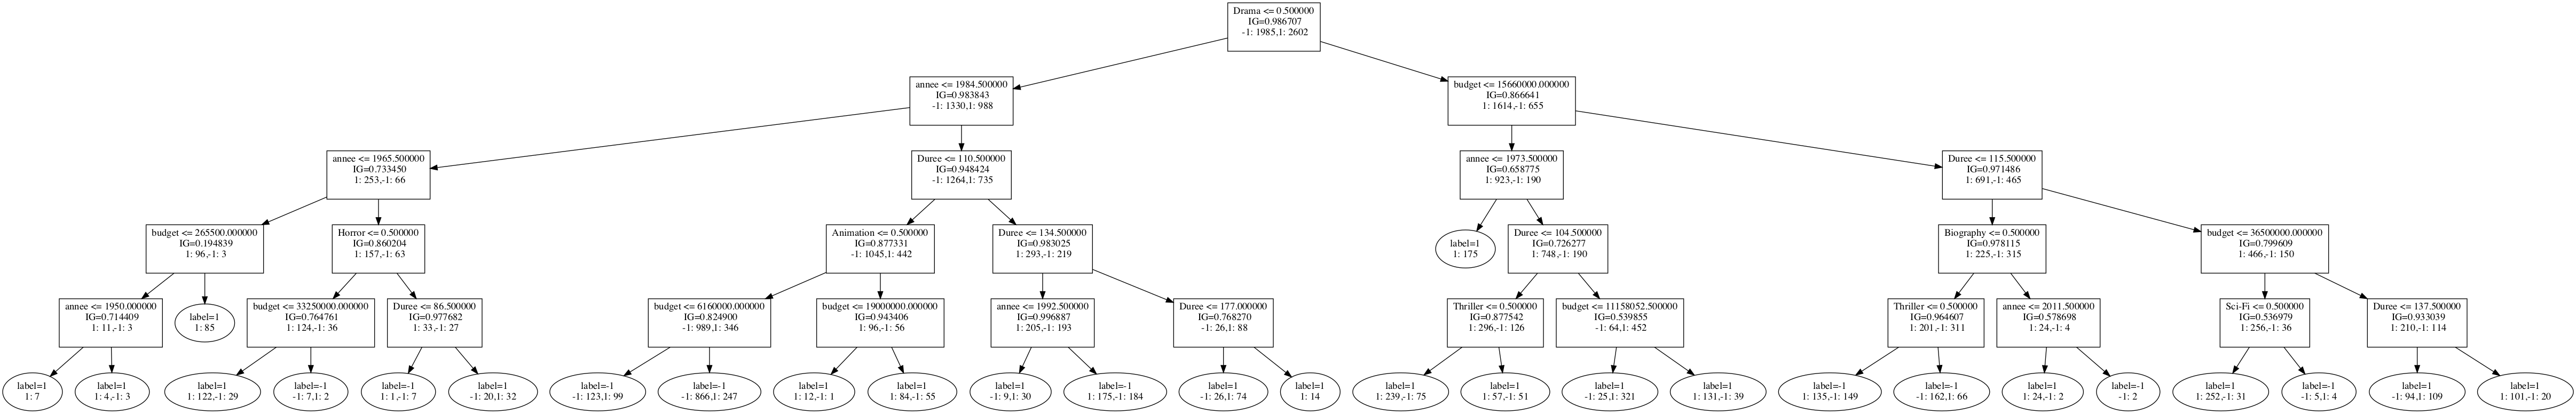 Drama <= 0.500000
IG=0.986707
-1: 1985,1: 2602
annee <= 1984.500000
IG=0.983843
-1: 1330,1: 988
budget <= 15660000.000000
IG=0.866641
1: 1614,-1: 655
annee <= 1965.500000
IG=0.733450
1: 253,-1: 66
Duree <= 110.500000
IG=0.948424
-1: 1264,1: 735
annee <= 1973.500000
IG=0.658775
1: 923,-1: 190
Duree <= 115.500000
IG=0.971486
1: 691,-1: 465
budget <= 265500.000000
IG=0.194839
1: 96,-1: 3
Horror <= 0.500000
IG=0.860204
1: 157,-1: 63
Animation <= 0.500000
IG=0.877331
-1: 1045,1: 442
Duree <= 134.500000
IG=0.983025
1: 293,-1: 219
label=1
1: 175
Duree <= 104.500000
IG=0.726277
1: 748,-1: 190
Biography <= 0.500000
IG=0.978115
1: 225,-1: 315
budget <= 36500000.000000
IG=0.799609
1: 466,-1: 150
annee <= 1950.000000
IG=0.714409
1: 11,-1: 3
label=1
1: 85
budget <= 33250000.000000
IG=0.764761
1: 124,-1: 36
Duree <= 86.500000
IG=0.977682
1: 33,-1: 27
budget <= 6160000.000000
IG=0.824900
-1: 989,1: 346
budget <= 19000000.000000
IG=0.943406
1: 96,-1: 56
annee <= 1992.500000
IG=0.996887
1: 205,-1: 193
Duree <= 177.000000
IG=0.768270
-1: 26,1: 88
Thriller <= 0.500000
IG=0.877542
1: 296,-1: 126
budget <= 11158052.500000
IG=0.539855
-1: 64,1: 452
Thriller <= 0.500000
IG=0.964607
1: 201,-1: 311
annee <= 2011.500000
IG=0.578698
1: 24,-1: 4
Sci-Fi <= 0.500000
IG=0.536979
1: 256,-1: 36
Duree <= 137.500000
IG=0.933039
1: 210,-1: 114
label=1
1: 7
label=1
1: 4,-1: 3
label=1
1: 122,-1: 29
label=-1
-1: 7,1: 2
label=-1
1: 1,-1: 7
label=1
-1: 20,1: 32
label=-1
-1: 123,1: 99
label=-1
-1: 866,1: 247
label=1
1: 12,-1: 1
label=1
1: 84,-1: 55
label=1
-1: 9,1: 30
label=-1
1: 175,-1: 184
label=1
-1: 26,1: 74
label=1
1: 14
label=1
1: 239,-1: 75
label=1
1: 57,-1: 51
label=1
-1: 25,1: 321
label=1
1: 131,-1: 39
label=-1
1: 135,-1: 149
label=-1
-1: 162,1: 66
label=1
1: 24,-1: 2
label=-1
-1: 2
label=1
1: 252,-1: 31
label=-1
-1: 5,1: 4
label=1
-1: 94,1: 109
label=1
1: 101,-1: 20